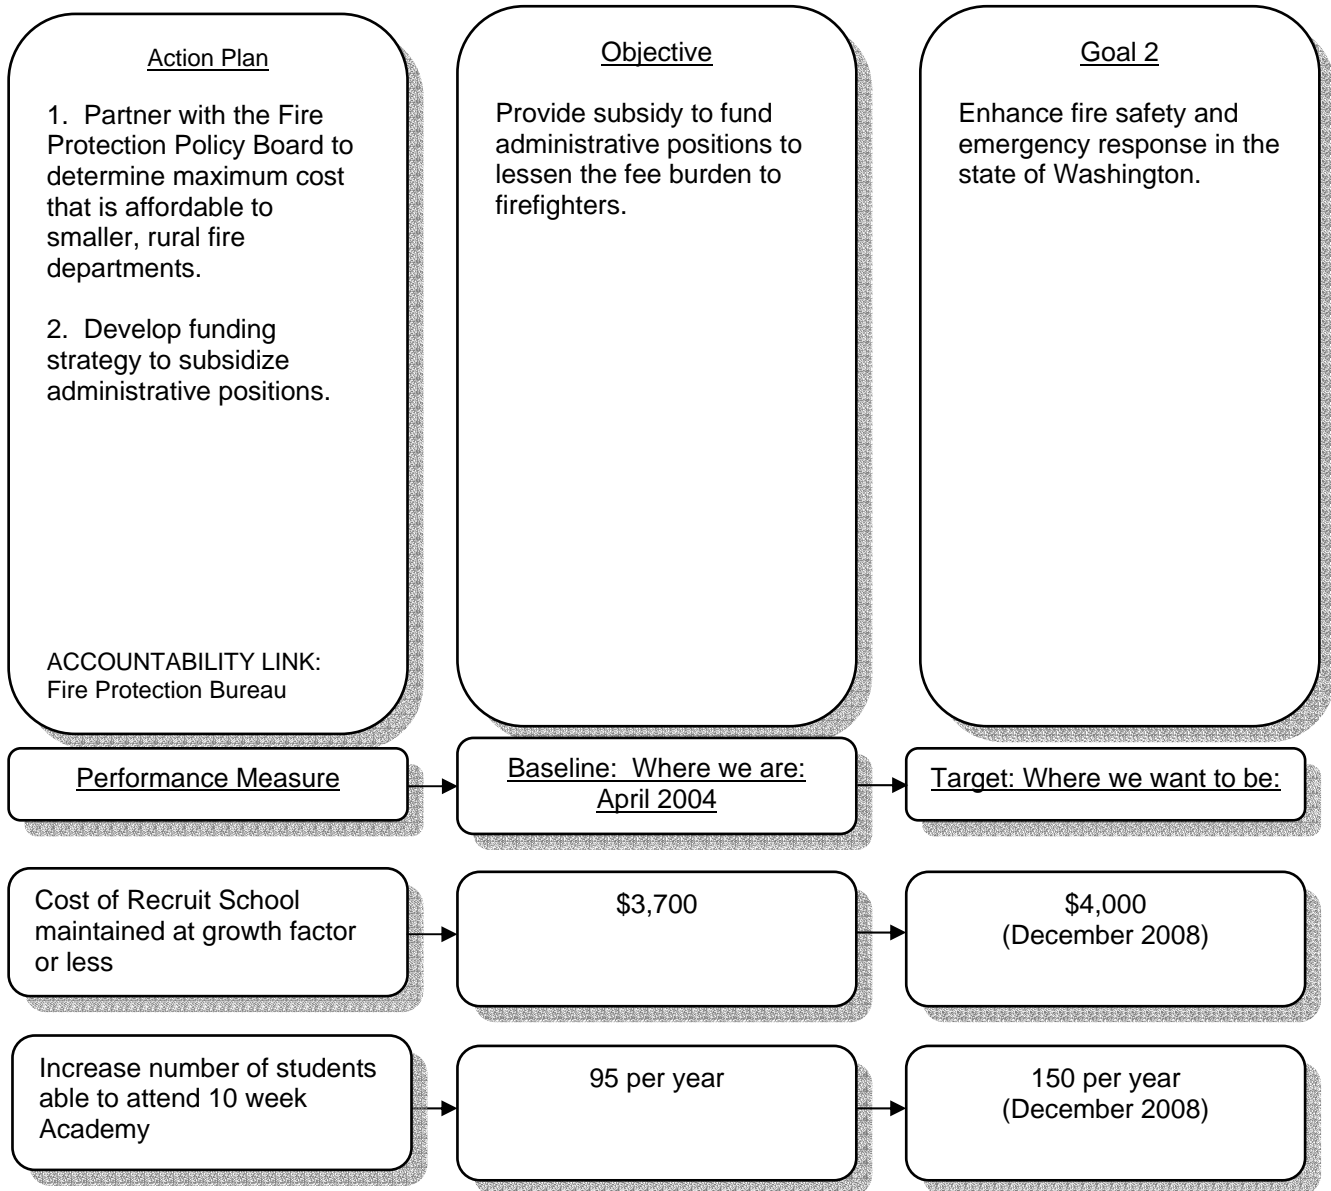 Action Plan
1. Partner with the Fire
Protection Policy Board to
determine maximum cost
that is affordable to
smaller, rural fire
departments.
2. Develop funding
strategy to subsidize
administrative positions.
ACCOUNTABILITY LINK:
Fire Protection Bureau
Objective
Provide subsidy to fund
administrative positions to
lessen the fee burden to
firefighters.
Goal 2
Enhance fire safety and
emergency response in the
state of Washington.
Performance Measure
Baseline: Where we are:
April 2004
Target: Where we want to be:
Cost of Recruit School
maintained at growth factor
or less
$3,700
$4,000
(December 2008)
Increase number of students
able to attend 10 week
Academy
95 per year
150 per year
(December 2008)